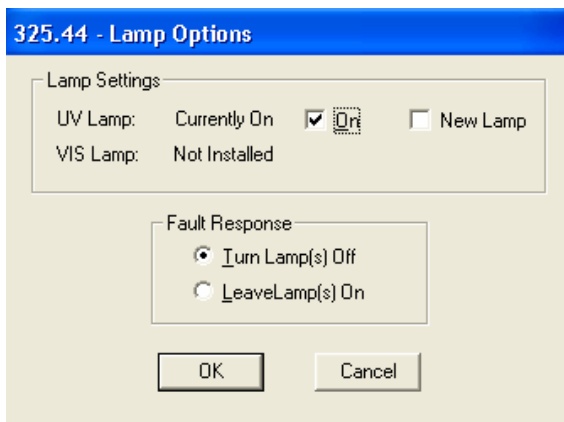 325.44 - Lamp Options
Lamp Settings
UV Lamp: Currently On On New Lamp
VIS Lamp: Not Installed
Fault Response
Turn Lamp(s) Off
LeaveLamp(s) On
OK Cancel